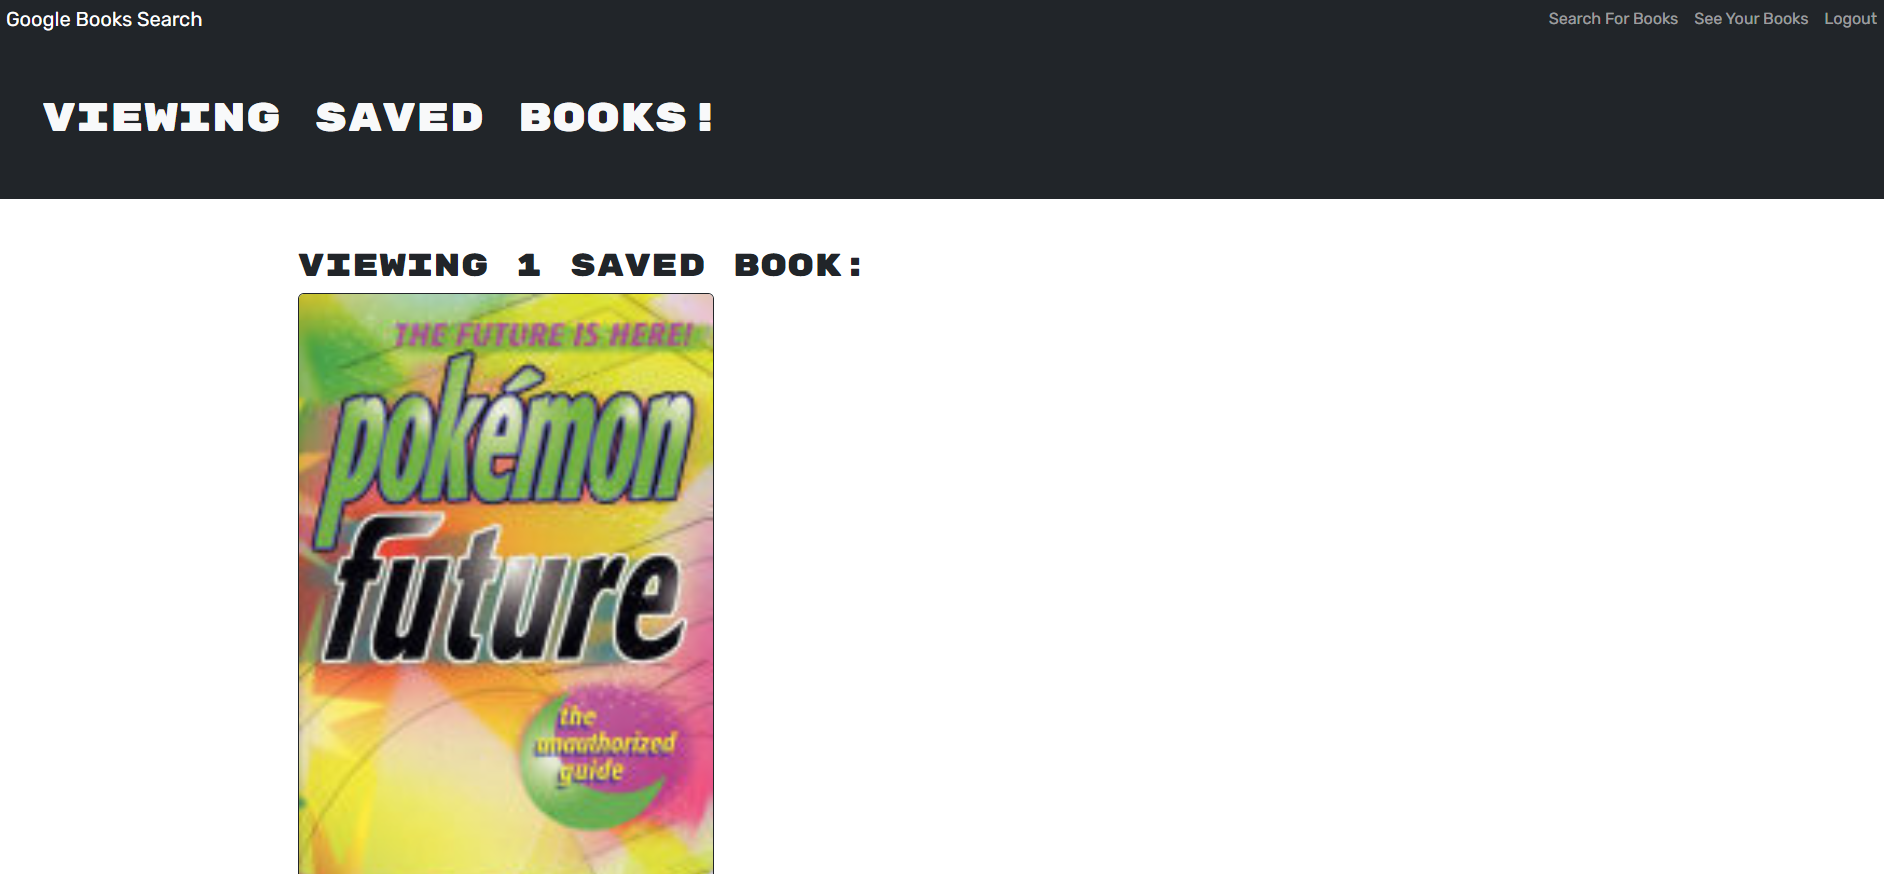 Google Books Search
Search For Books See Your Books Logout
VIEWING SAVED BOOKS!
VIEWING 1 SAVED BOOK:
THE FUTURE IS HERE!
pokémon
future
the
unauthorized
guide